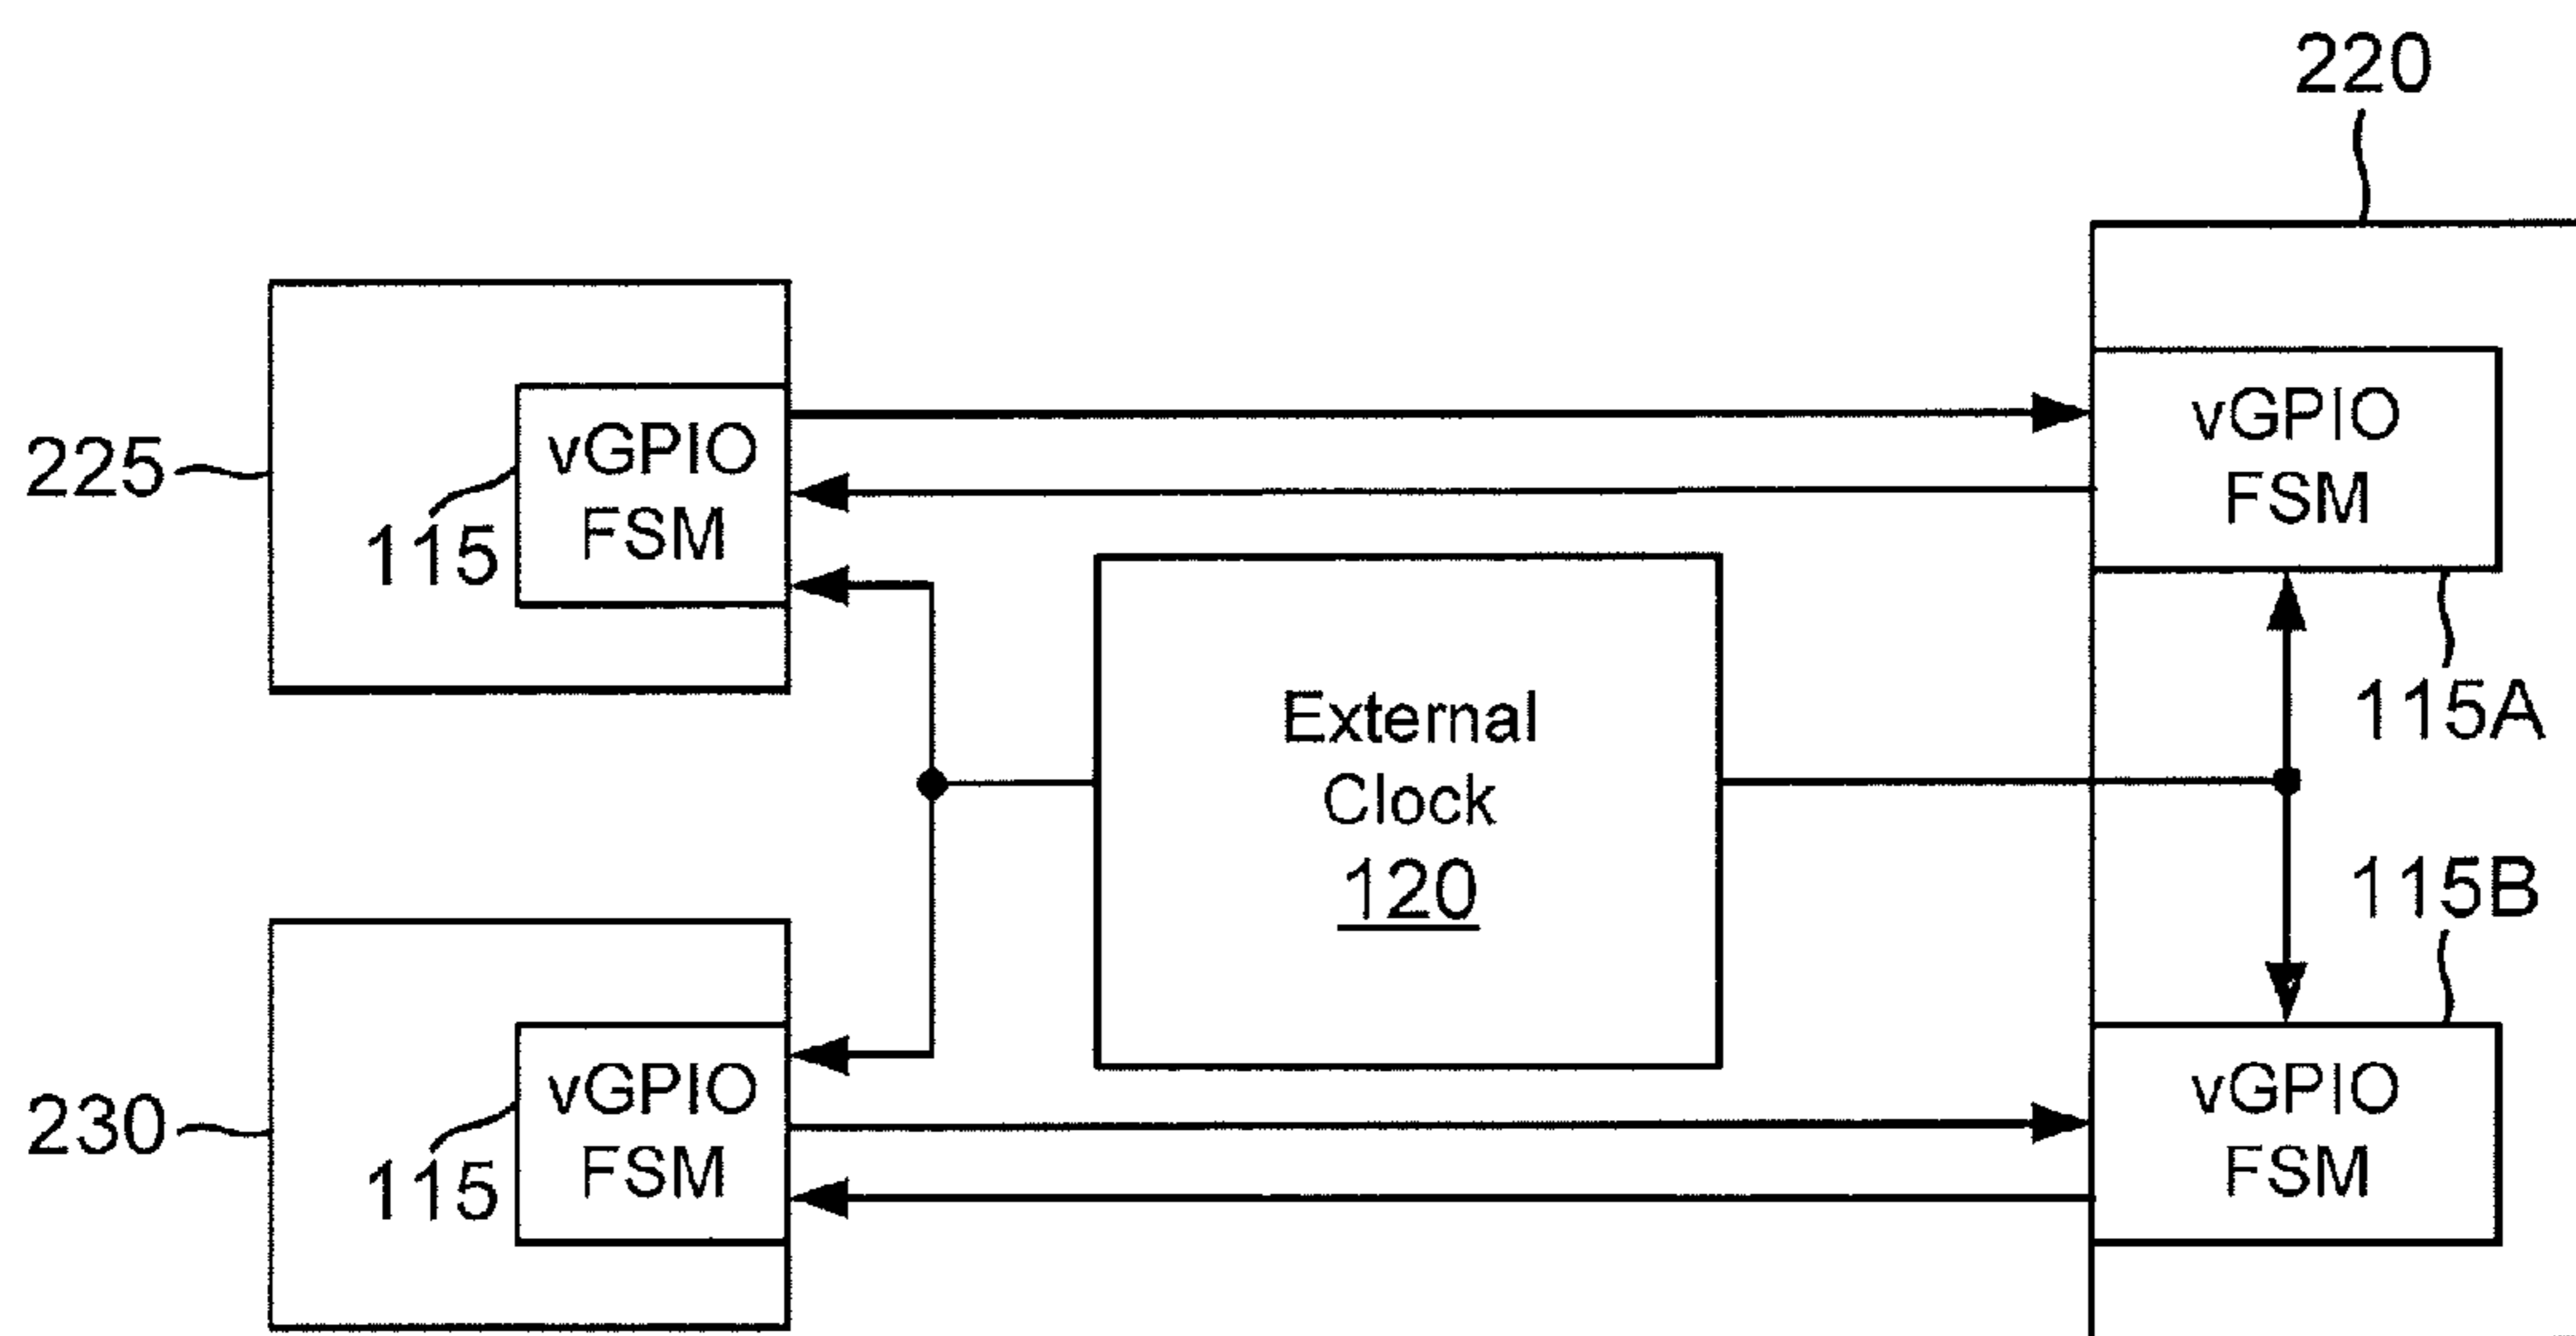 220
225
vGPIO
FSM
115
vGPIO
FSM
115A
External
Clock
120
115B
230
vGPIO
FSM
115
vGPIO
FSM